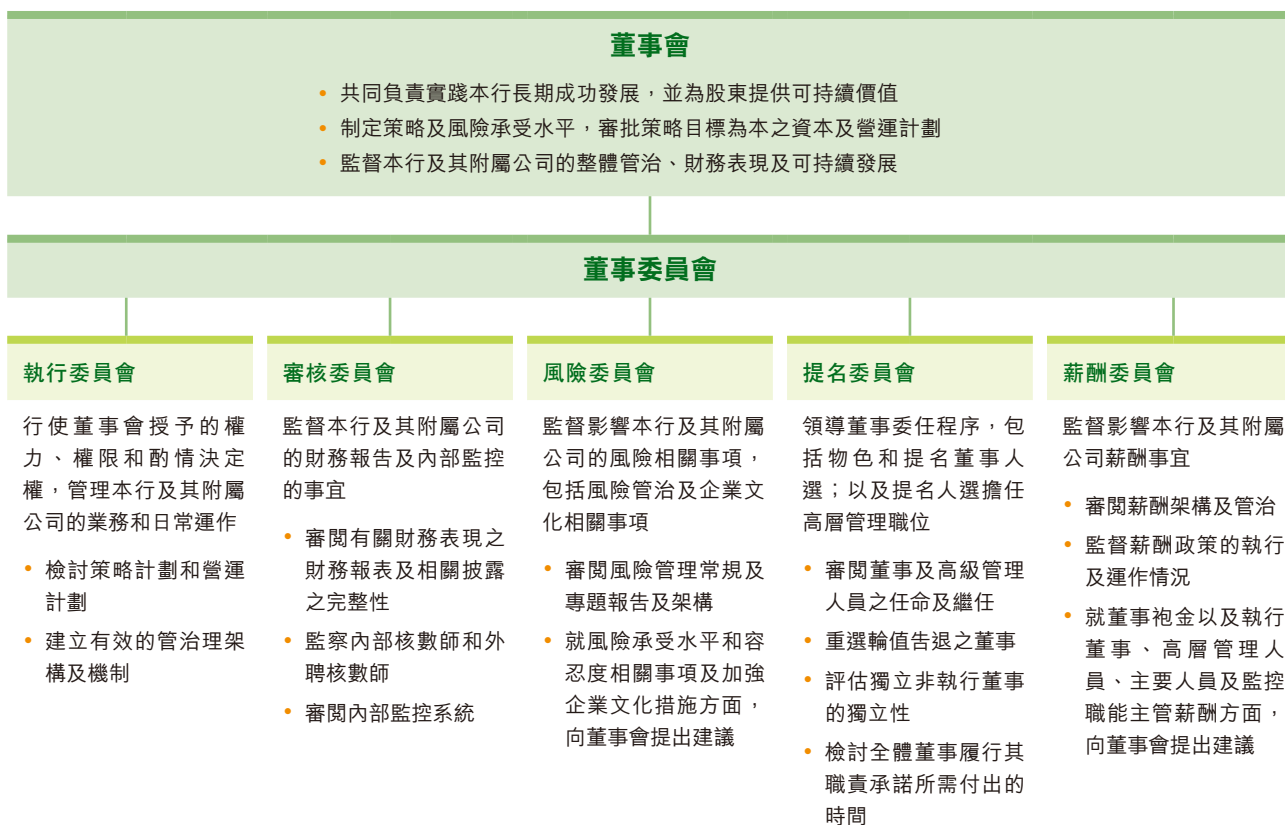 董事會
• 共同負責實踐本行長期成功發展，並為股東提供可持續價值
• 制定策略及風險承受水平，審批策略目標為本之資本及營運計劃
• 監督本行及其附屬公司的整體管治、財務表現及可持續發展
董事委員會
執行委員會
行使董事會授予的權
力、權限和酌情決定
權，管理本行及其附屬
公司的業務和日常運作
• 檢討策略計劃和營運
計劃
• 建立有效的管治理架
構及機制
審核委員會
監督本行及其附屬公司
的財務報告及內部監控
的事宜
• 審閱有關財務表現之
財務報表及相關披露
之完整性
• 監察內部核數師和外
聘核數師
• 審閱內部監控系統
風險委員會
監督影響本行及其附屬
公司的風險相關事項，
包括風險管治及企業文
化相關事項
• 審閱風險管理常規及
專題報告及架構
• 就風險承受水平和容
忍度相關事項及加強
企業文化措施方面，
向董事會提出建議
提名委員會
領導董事委任程序，包
括物色和提名董事人
選；以及提名人選擔任
高層管理職位
• 審閱董事及高級管理
人員之任命及繼任
• 重選輪值告退之董事
• 評估獨立非執行董事
的獨立性
• 檢討全體董事履行其
職責承諾所需付出的
時間
薪酬委員會
監督影響本行及其附屬
公司薪酬事宜
• 審閱薪酬架構及管治
• 監督薪酬政策的執行
及運作情況
• 就董事袍金以及執行
董事、高層管理人
員、主要人員及監控
職能主管薪酬方面，
向董事會提出建議